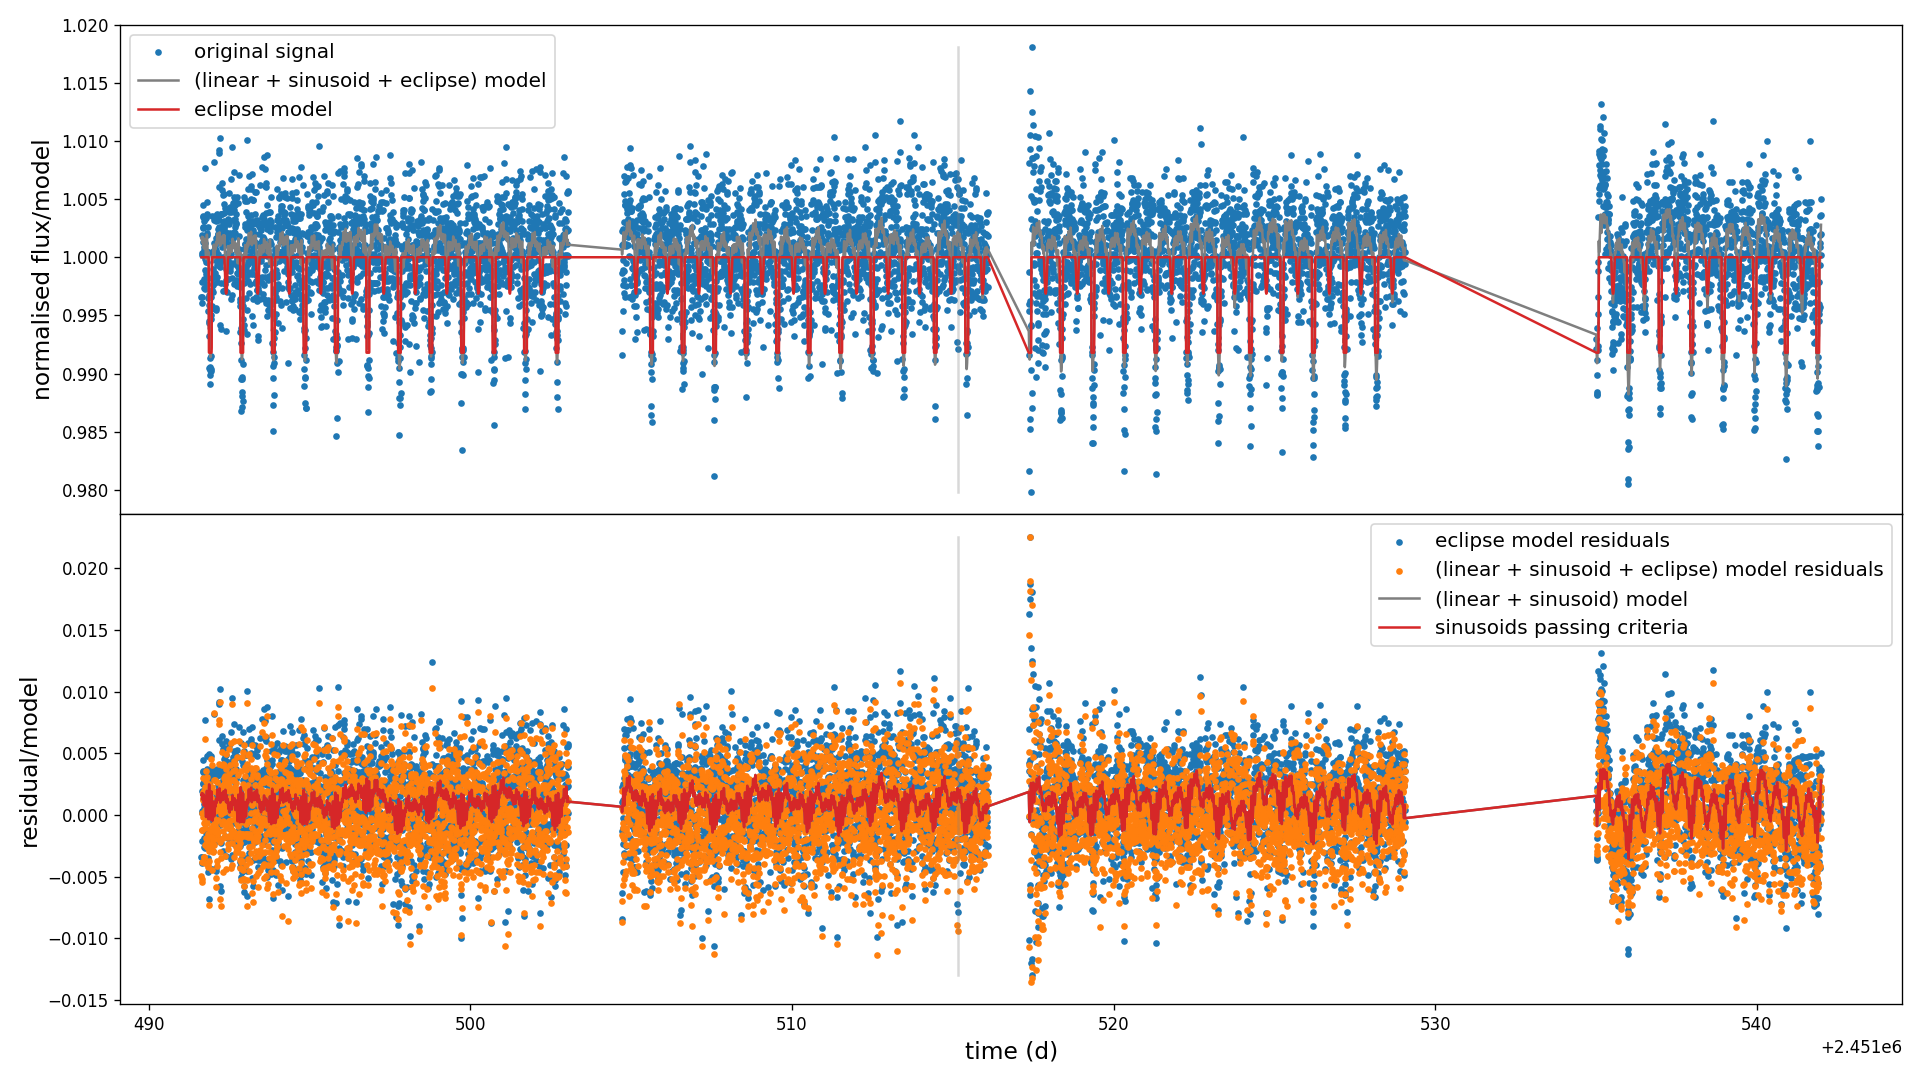 1.020
1.015
1.010
1.005
1.000
0.995
0.990
0.985
0.980
normalised flux/model
original signal
(linear + sinusoid + eclipse) model
eclipse model
0.020
0.015
0.010
0.005
0.000
−0.005
−0.010
−0.015
residual/model
eclipse model residuals
(linear + sinusoid + eclipse) model residuals
(linear + sinusoid) model
sinusoids passing criteria
490
500
510
520
530
540
time (d)
+2.451e6